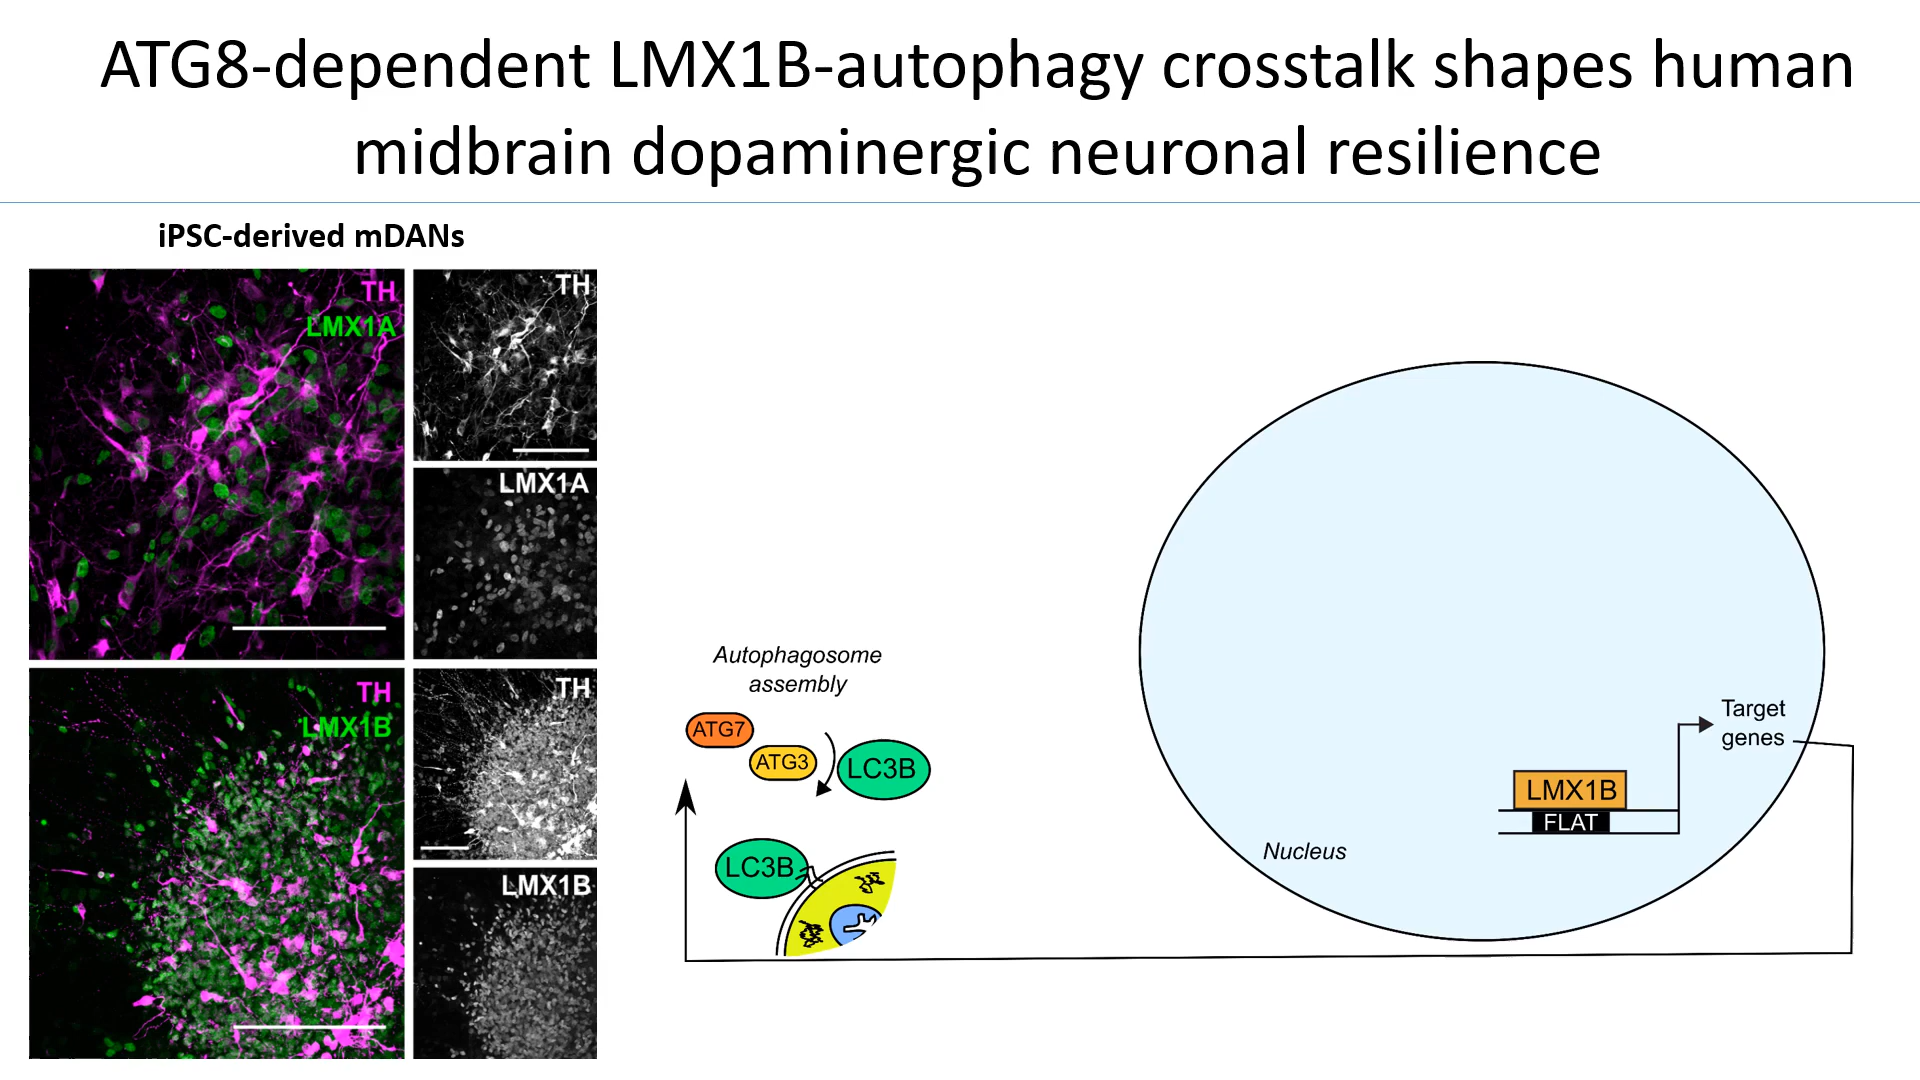 ATG8-dependent LMX1B-autophagy crosstalk shapes human
midbrain dopaminergic neuronal resilience
iPSC-derived mDANs
TH
LMX1A
TH
LMX1A
TH
LMX1B
TH
LMX1B
Autophagosome
assembly
ATG7
ATG3
LC3B
LC3B
Nucleus
Target
genes
LMX1B
FLAT